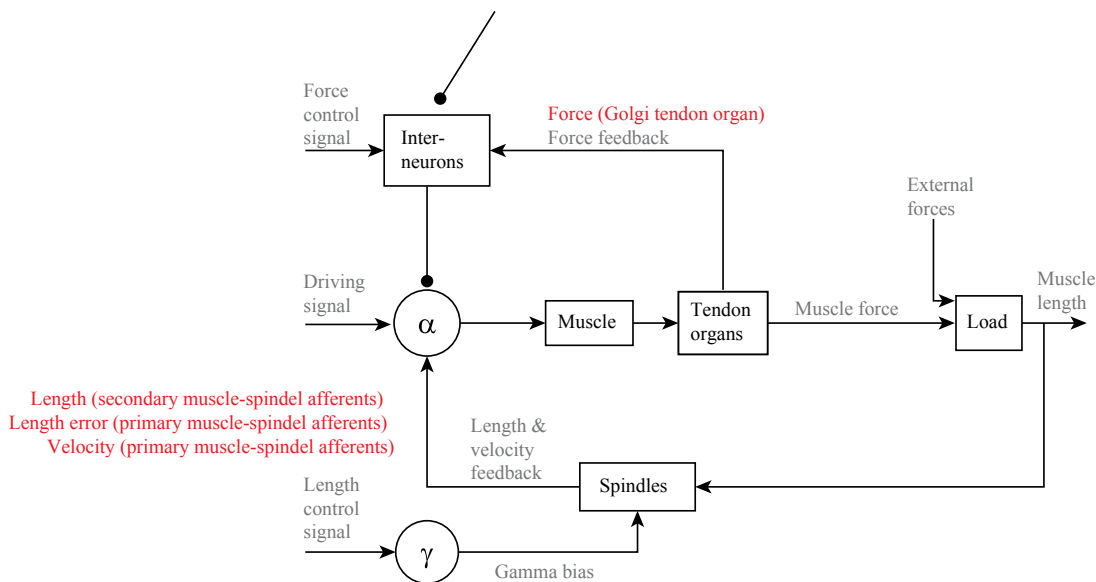 Force
control
signal
Inter-
neurons
Force (Golgi tendon organ)
Force feedback
External
forces
Driving
signal
α
Muscle
Tendon
organs
Muscle force
Load
Muscle
length
Length (secondary muscle-spindel afferents)
Length error (primary muscle-spindel afferents)
Velocity (primary muscle-spindel afferents)
Length &
velocity
feedback
Spindles
Length
control
signal
γ
Gamma bias